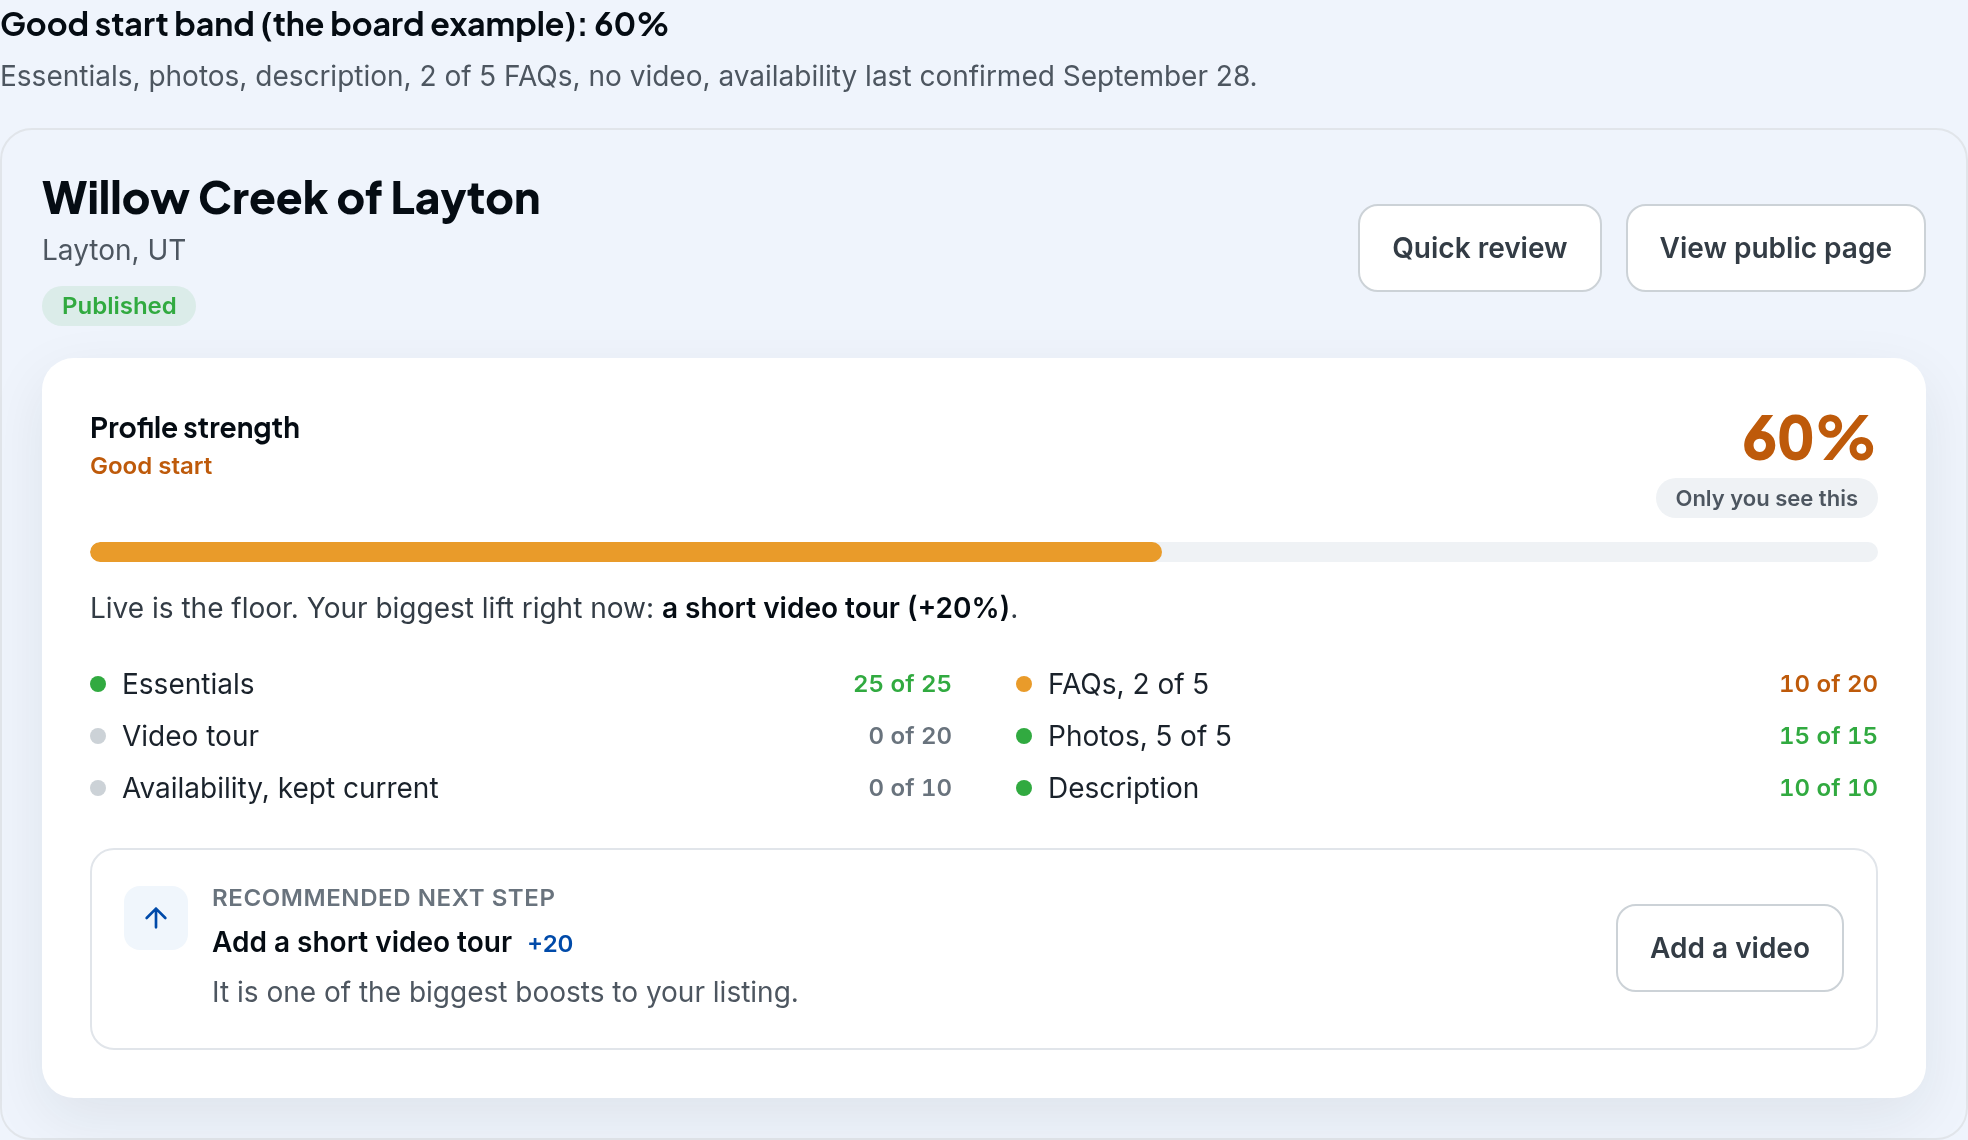 Good start band (the board example): 60%
Essentials, photos, description, 2 of 5 FAQs, no video, availability last confirmed September 28.
Willow Creek of Layton
Layton, UT
Published
Quick review
View public page
Profile strength
Good start
60%
Only you see this
Live is the floor. Your biggest lift right now: a short video tour (+20%).
Essentials 25 of 25
FAQs, 2 of 5 10 of 20
Video tour 0 of 20
Photos, 5 of 5 15 of 15
Availability, kept current 0 of 10
Description 10 of 10
RECOMMENDED NEXT STEP
Add a short video tour +20
It is one of the biggest boosts to your listing.
Add a video